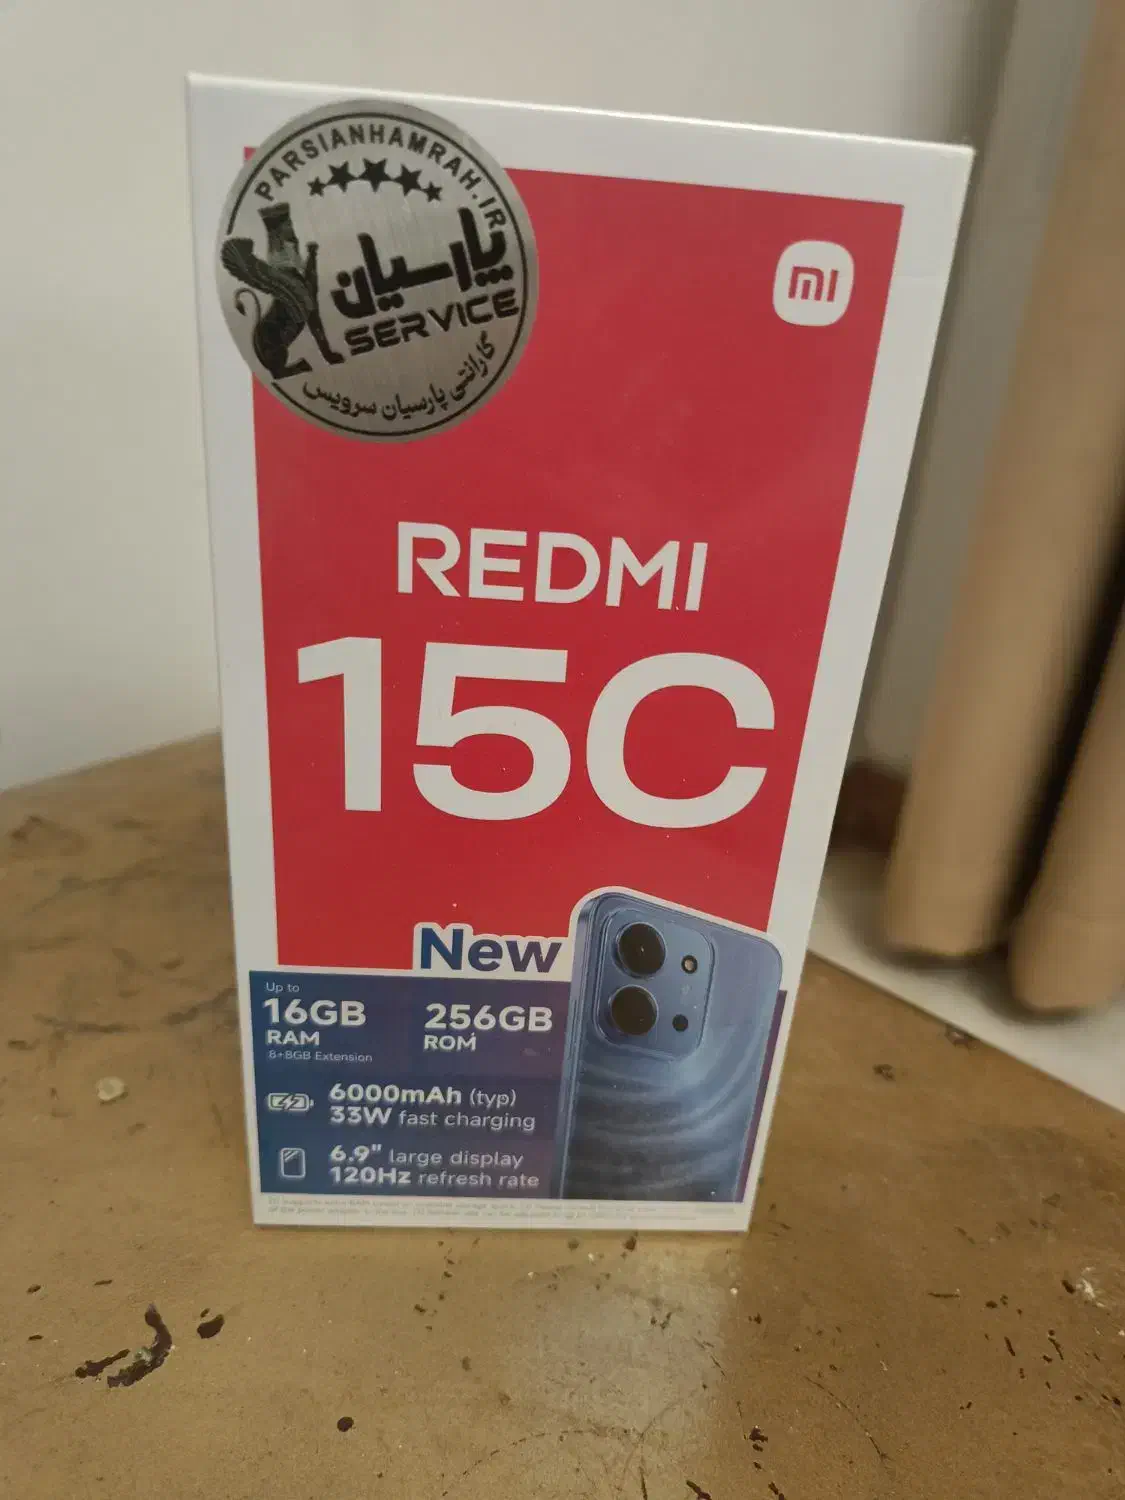 PARSIANHAMRAH.IR
پارسیان
SERVICE
گارانتی پارسیان سرویس
mi
REDMI
15C
New
Up to
16GB
RAM
8+8GB Extension
256GB
ROM
6000mAh (typ)
33W fast charging
6.9" large display
120Hz refresh rate